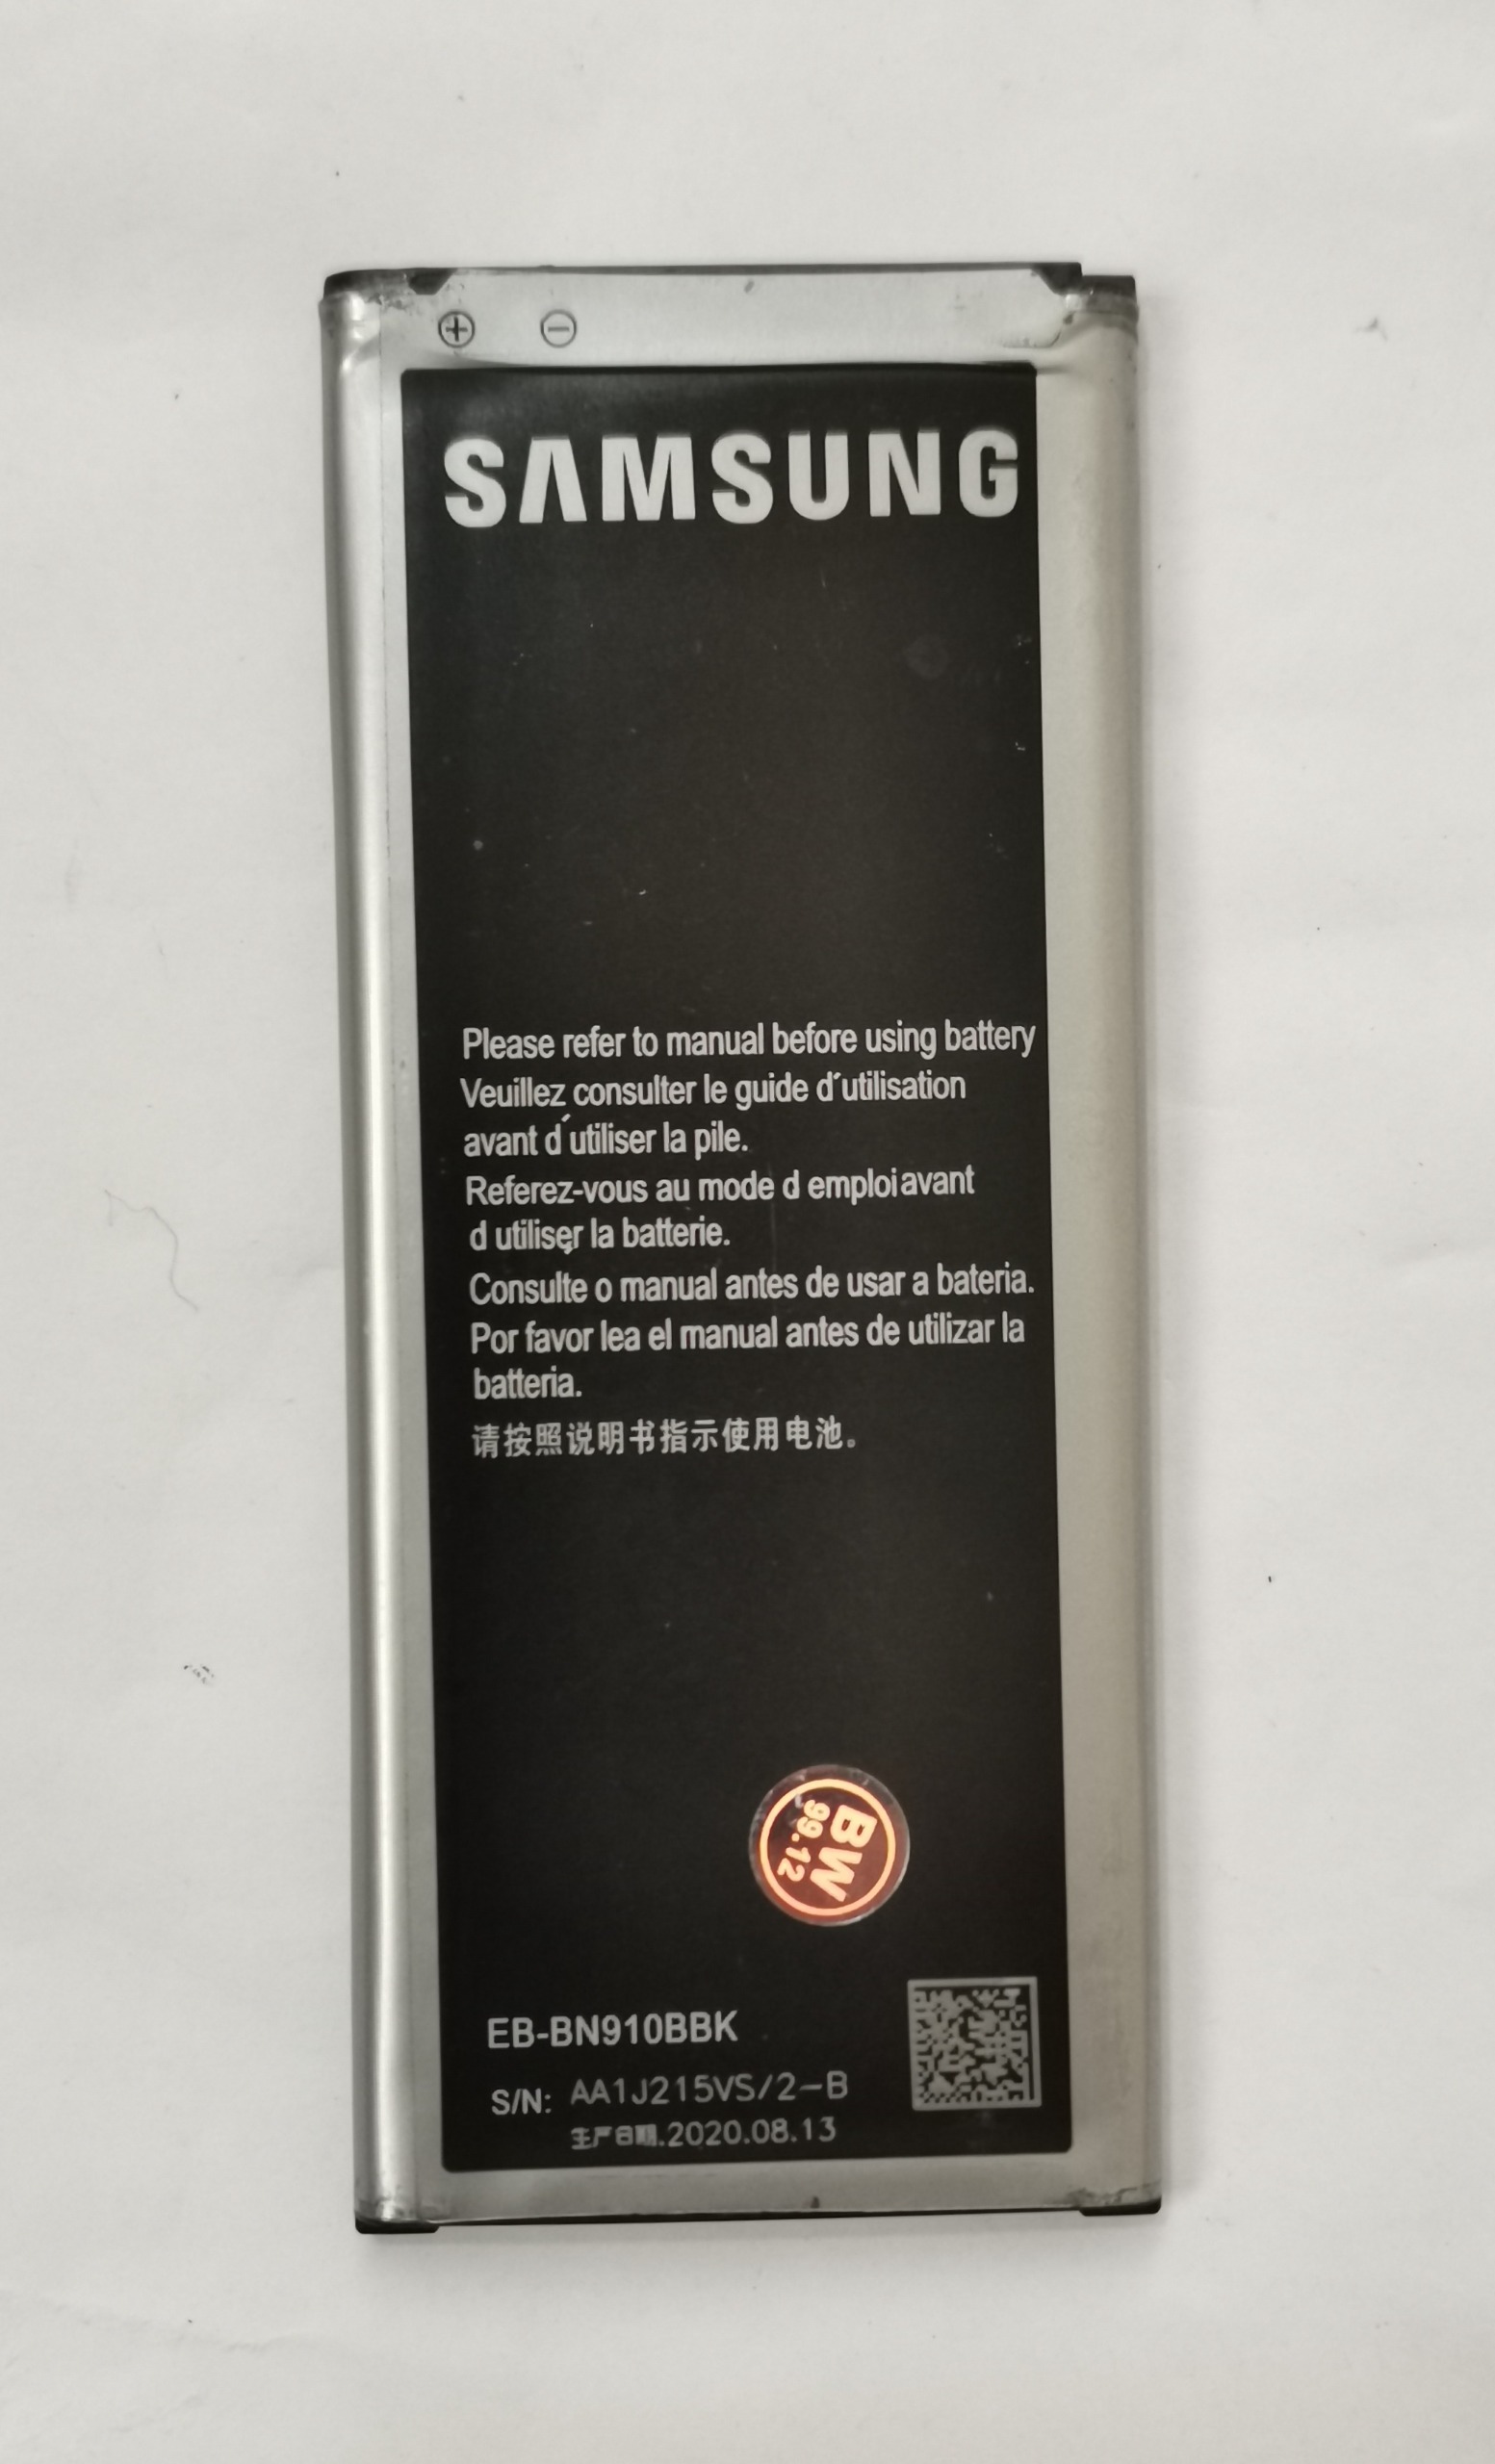 SAMSUNG
Please refer to manual before using battery
Veuillez consulter le guide d´utilisation
avant d´utiliser la pile.
Referez-vous au mode d emploi avant
d utiliser la batterie.
Consulte o manual antes de usar a bateria.
Por favor lea el manual antes de utilizar la
batteria.
请按照说明书指示使用电池。
BW
99.12
EB-BN910BBK
S/N: AA1J215VS/2-B
生产日期.2020.08.13